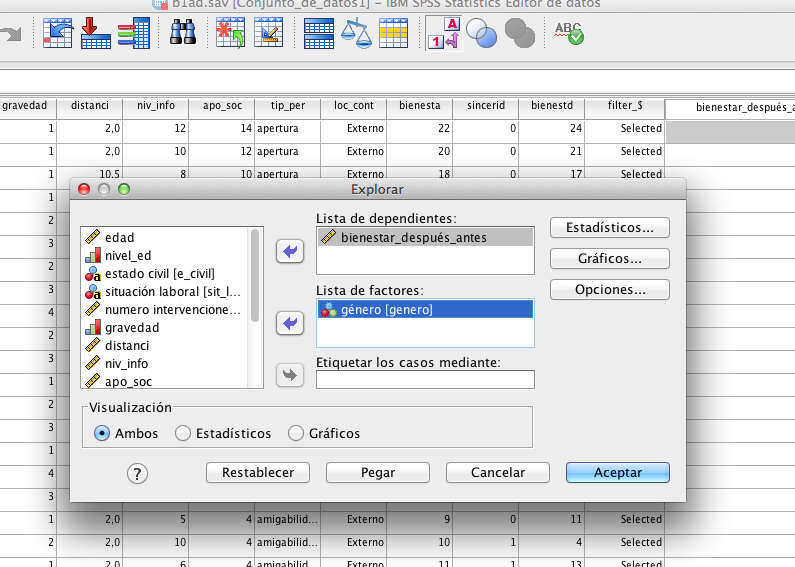 b1ad.sav [Conjunto_de_datos1] – IBM SPSS Statistics Editor de datos
A
1
ABC
gravedad distanci niv_info apo_soc tip_per loc_cont bienesta sincerid bienestd filter_$ bienestar_después_a
1 2,0 12 14 apertura Externo 22 0 24 Selected
1 2,0 10 12 apertura Externo 20 0 21 Selected
1 10,5 8 10 apertura Externo 18 0 17 Selected
1
2
3
2
3
1
1
3
2
3
1
4
3
Explorar
edad
nivel_ed
estado civil [e_civil]
situación laboral [sit_l...
numero intervencione...
gravedad
distanci
niv_info
apo_soc
Lista de dependientes:
bienestar_después_antes
Lista de factores:
género [genero]
Etiquetar los casos mediante:
Estadísticos...
Gráficos...
Opciones...
Visualización
Ambos Estadísticos Gráficos
? Restablecer Pegar Cancelar Aceptar
1 2,0 5 4 amigabilid... Externo 9 0 11 Selected
2 2,0 10 4 amigabilid... Externo 10 1 4 Selected
1 2,0 6 4 amigabilid... Externo 11 1 13 Selected